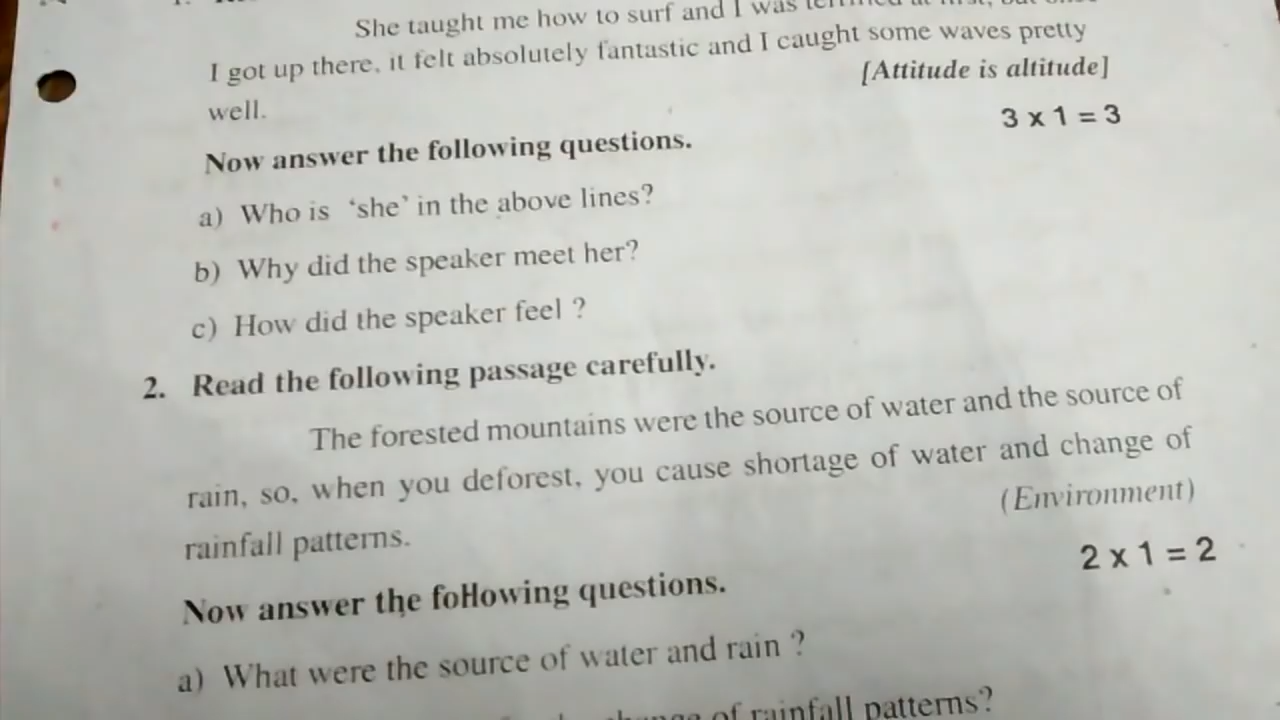 She taught me how to surf and I was
I got up there, it felt absolutely fantastic and I caught some waves pretty
well.
[Attitude is altitude]
Now answer the following questions.
3 x 1 = 3
a) Who is 'she' in the above lines?
b) Why did the speaker meet her?
c) How did the speaker feel ?
2. Read the following passage carefully.
The forested mountains were the source of water and the source of
rain, so, when you deforest, you cause shortage of water and change of
rainfall patterns.
(Environment)
Now answer the following questions.
2 x 1 = 2
a) What were the source of water and rain ?
of rainfall patterns?